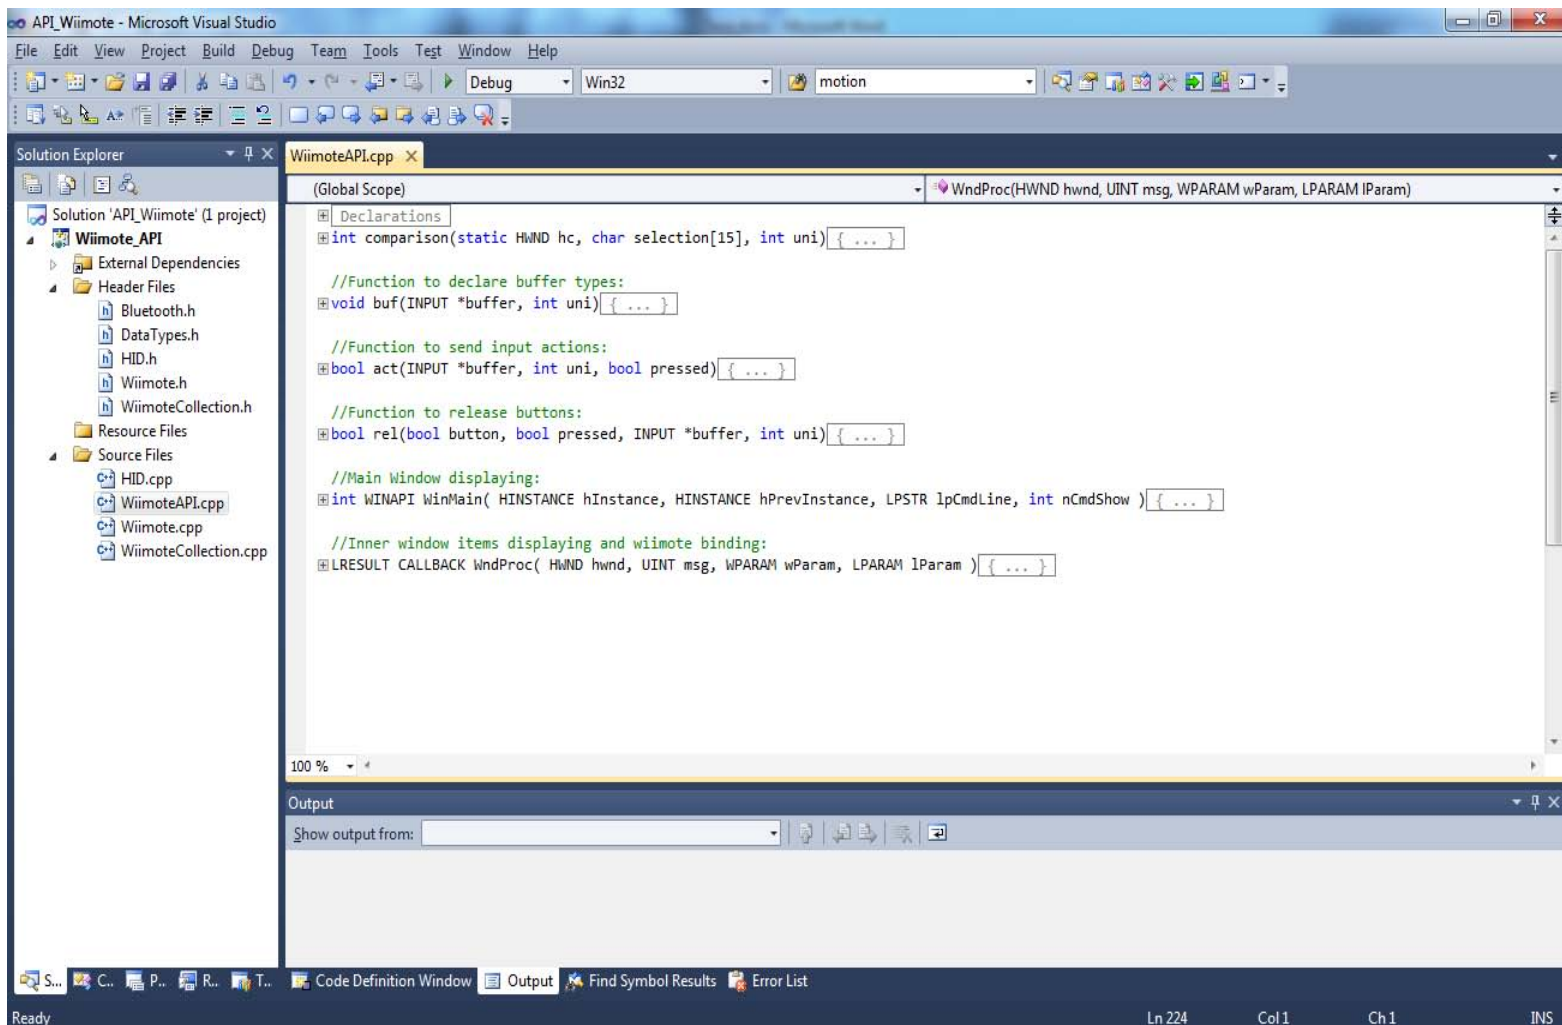 API_Wiimote - Microsoft Visual Studio
File Edit View Project Build Debug Team Tools Test Window Help
Debug Win32 motion
Solution Explorer
WiimoteAPI.cpp
(Global Scope) WndProc(HWND hwnd, UINT msg, WPARAM wParam, LPARAM lParam)
Solution 'API_Wiimote' (1 project)
Wiimote_API
External Dependencies
Header Files
Bluetooth.h
DataTypes.h
HID.h
Wiimote.h
WiimoteCollection.h
Resource Files
Source Files
HID.cpp
WiimoteAPI.cpp
Wiimote.cpp
WiimoteCollection.cpp
Declarations
int comparison(static HWND hc, char selection[15], int uni){ ... }
//Function to declare buffer types:
void buf(INPUT *buffer, int uni){ ... }
//Function to send input actions:
bool act(INPUT *buffer, int uni, bool pressed){ ... }
//Function to release buttons:
bool rel(bool button, bool pressed, INPUT *buffer, int uni){ ... }
//Main Window displaying:
int WINAPI WinMain( HINSTANCE hInstance, HINSTANCE hPrevInstance, LPSTR lpCmdLine, int nCmdShow ){ ... }
//Inner window items displaying and wiimote binding:
LRESULT CALLBACK WndProc( HWND hwnd, UINT msg, WPARAM wParam, LPARAM lParam ){ ... }
100 %
Output
Show output from:
S... C.. P.. R.. T.. Code Definition Window Output Find Symbol Results Error List
Ready Ln 224 Col 1 Ch 1 INS